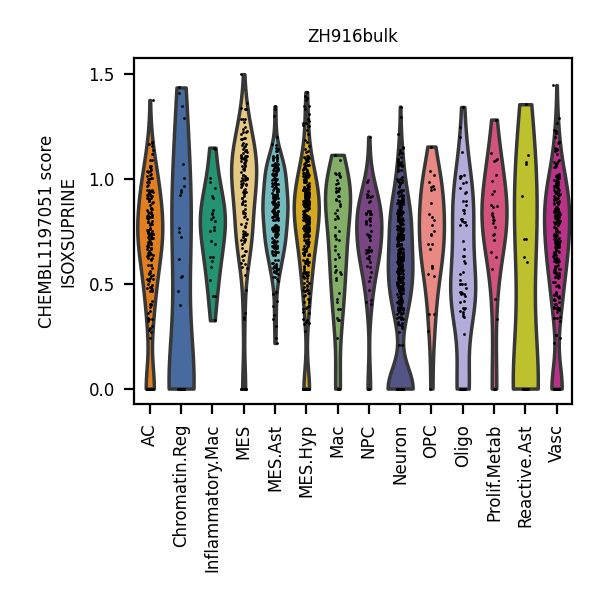 ZH916bulk
CHEMBL1197051 score
ISOXSUPRINE
1.5
1.0
0.5
0.0
AC
Chromatin.Reg
Inflammatory.Mac
MES
MES.Ast
MES.Hyp
Mac
NPC
Neuron
OPC
Oligo
Prolif.Metab
Reactive.Ast
Vasc